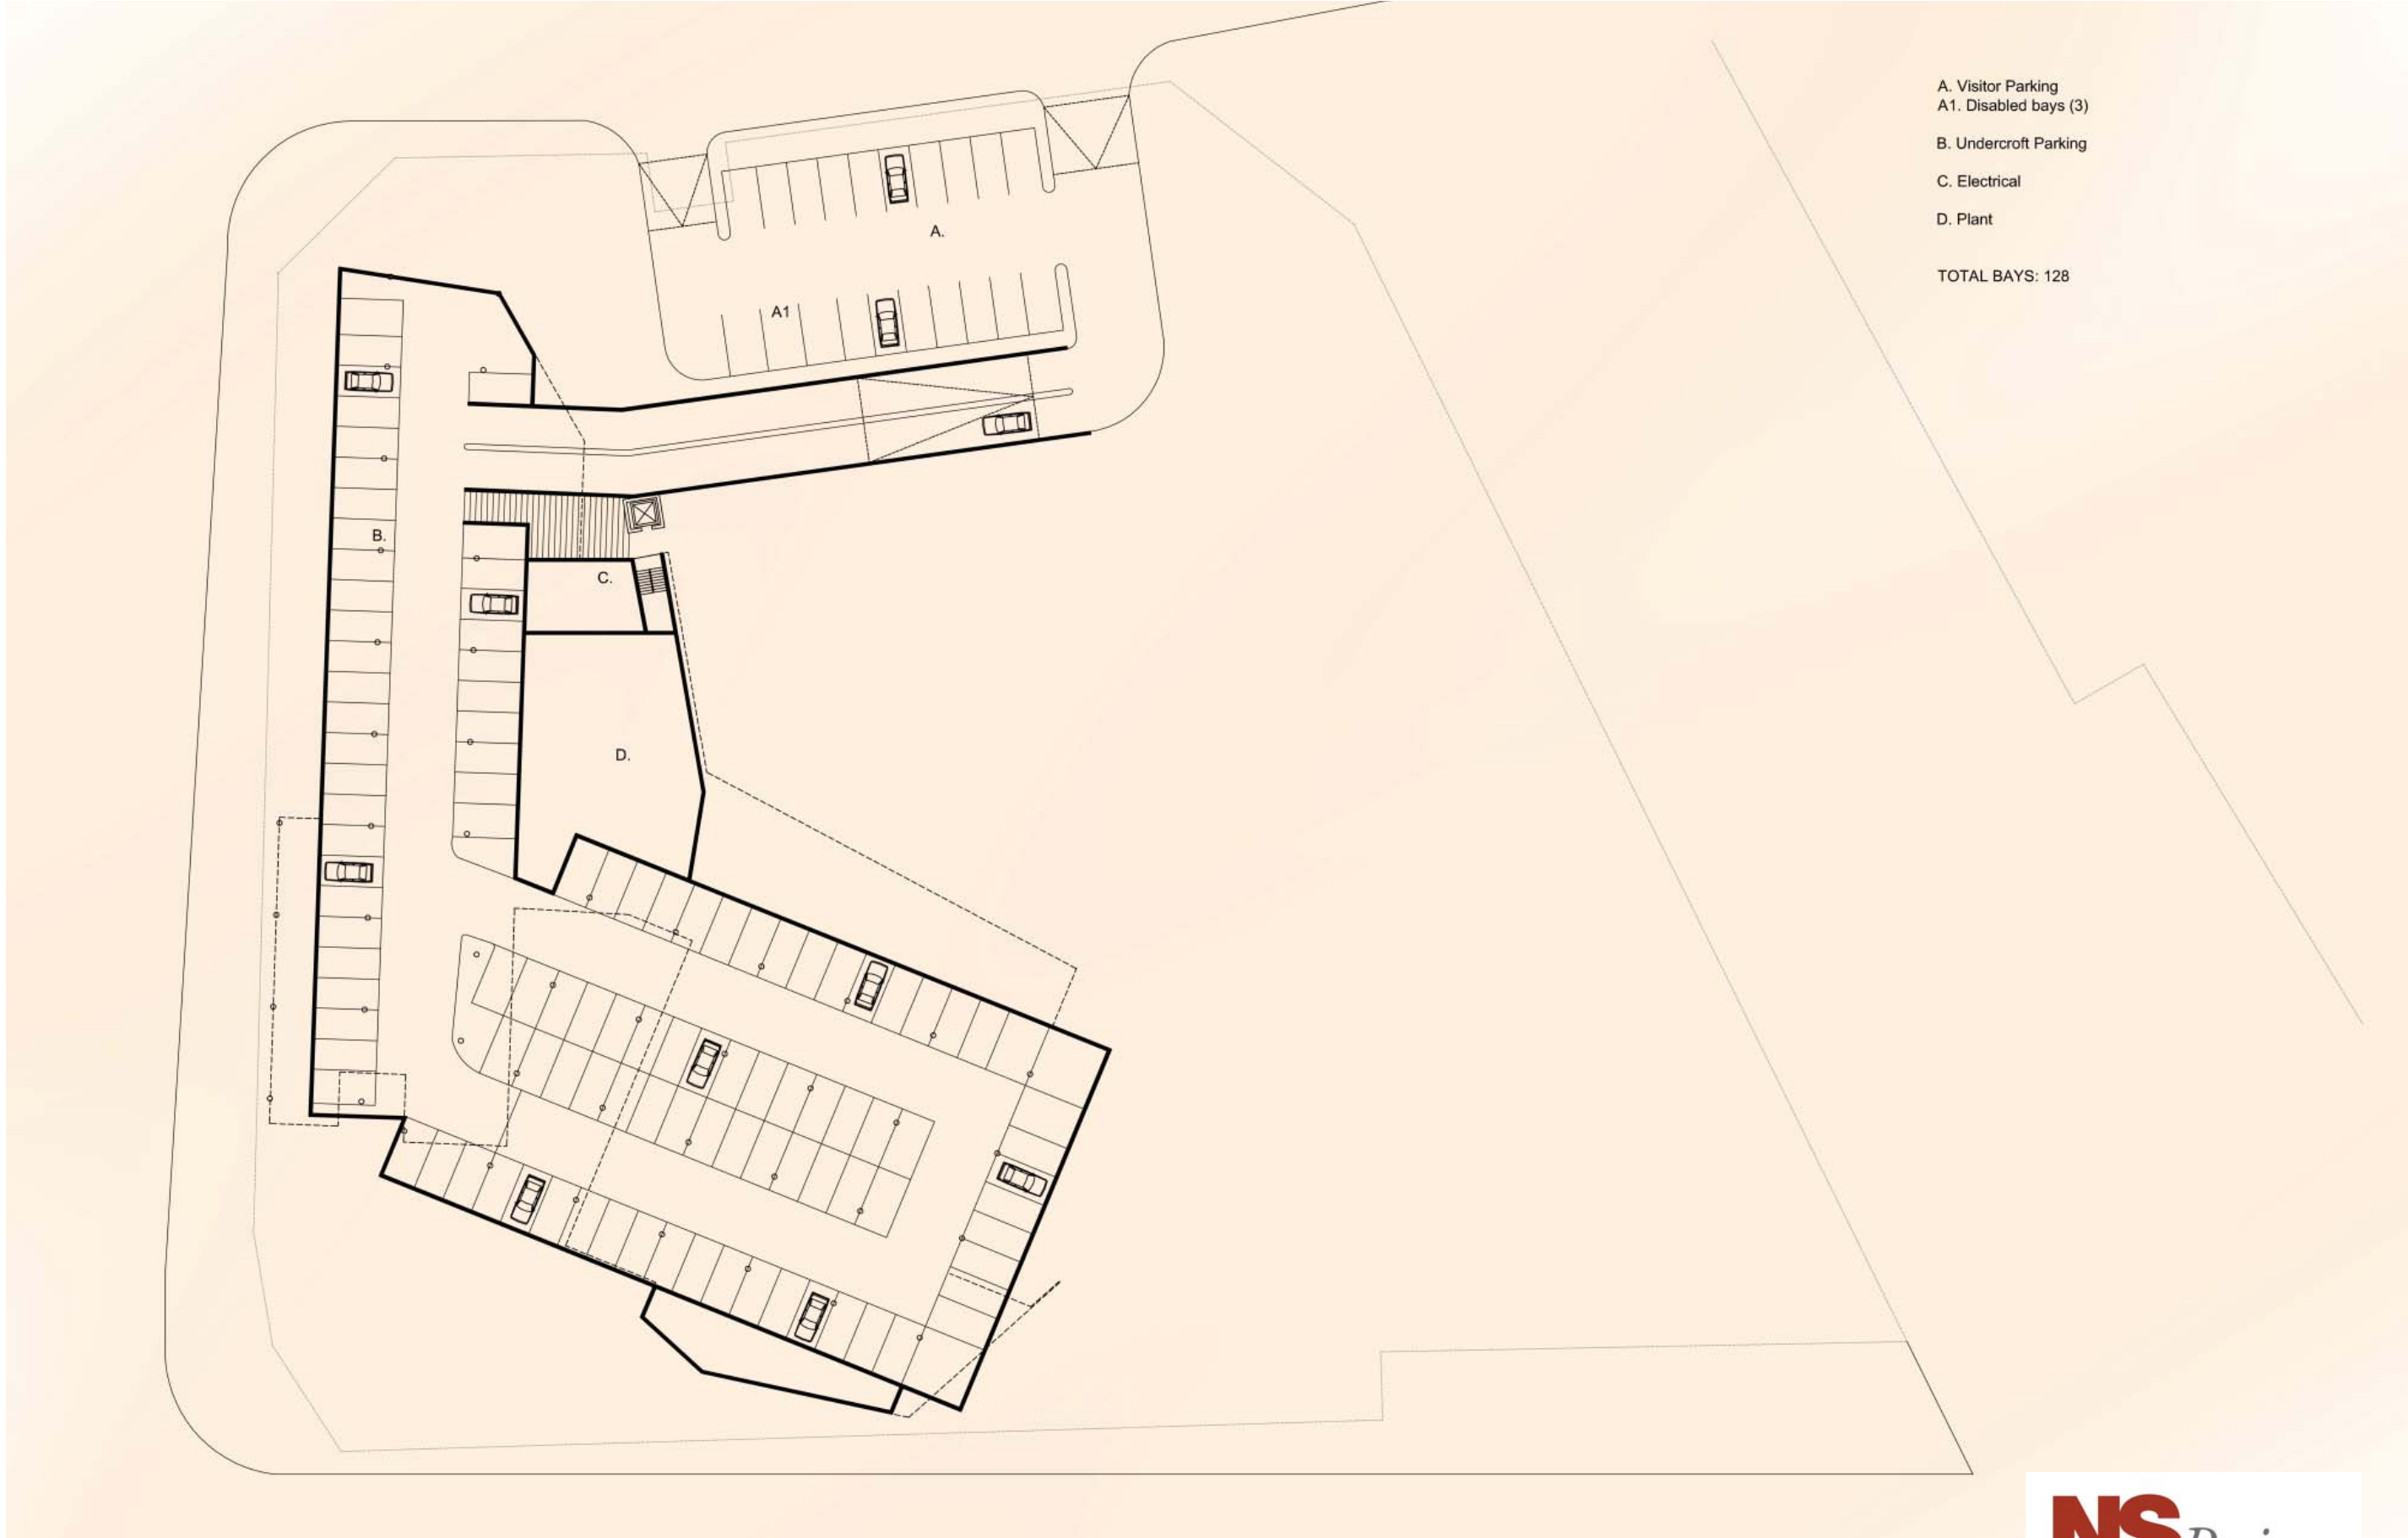 A. Visitor Parking
A1. Disabled bays (3)
B. Undercroft Parking
C. Electrical
D. Plant
TOTAL BAYS: 128
A.
A1
B.
C.
D.
NS